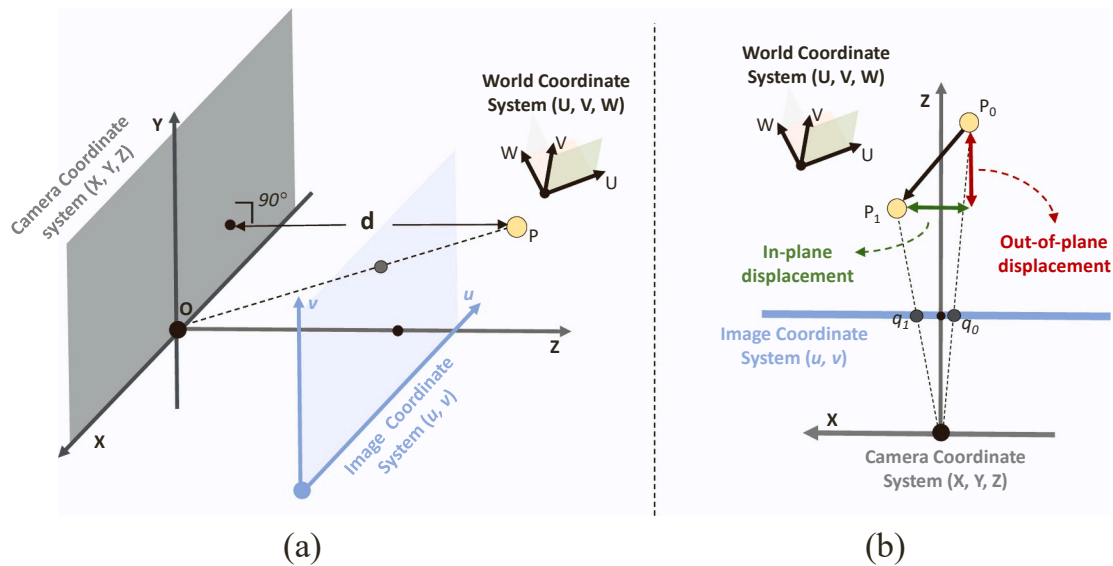 Camera Coordinate
system (X, Y, Z)
Y
90°
d
World Coordinate
System (U, V, W)
W
V
U
P
O
v
u
Z
X
Image Coordinate
System (u, v)
(a)
World Coordinate
System (U, V, W)
W
V
U
Z
P0
P1
In-plane
displacement
Out-of-plane
displacement
q1
q0
Image Coordinate
System (u, v)
X
Camera Coordinate
System (X, Y, Z)
(b)